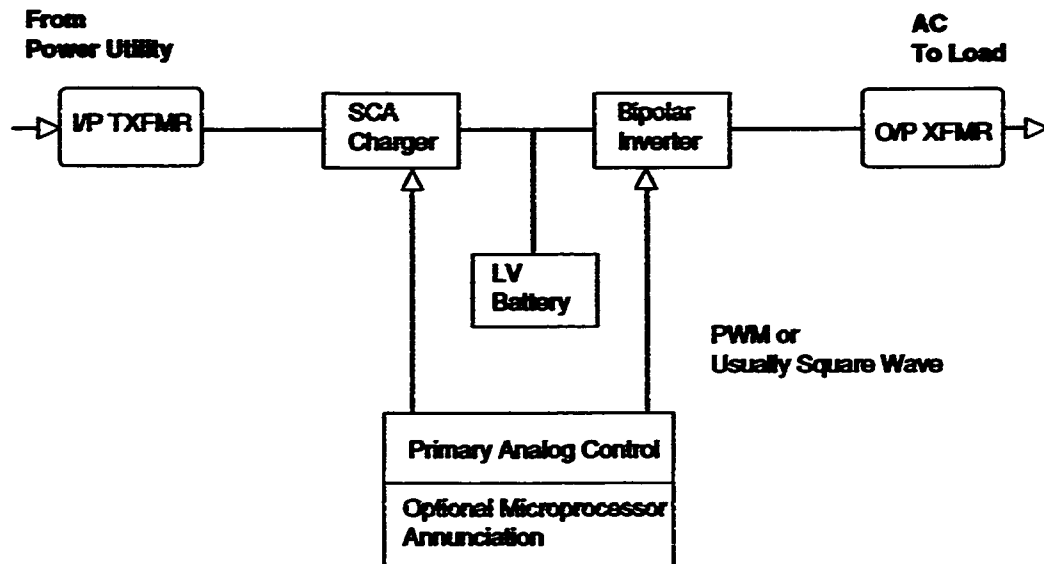 From
Power Utility
AC
To Load
I/P TXFMR
SCA
Charger
Bipolar
Inverter
O/P XFMR
LV
Battery
PWM or
Usually Square Wave
Primary Analog Control
Optional Microprocessor
Annunciation